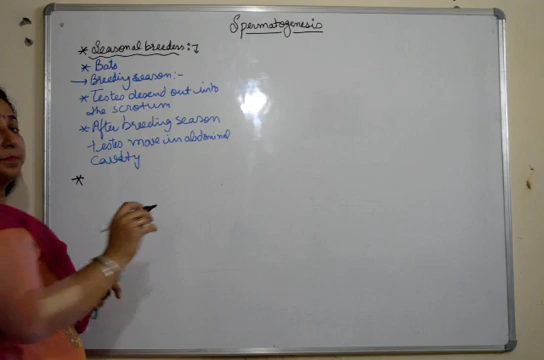 Spermatogenesis
* Seasonal breeders:-
* Bats
→ Breeding season:-
* Testes desend out into
the scrotum
* After breeding season
testes move in abdominal
cavity
*